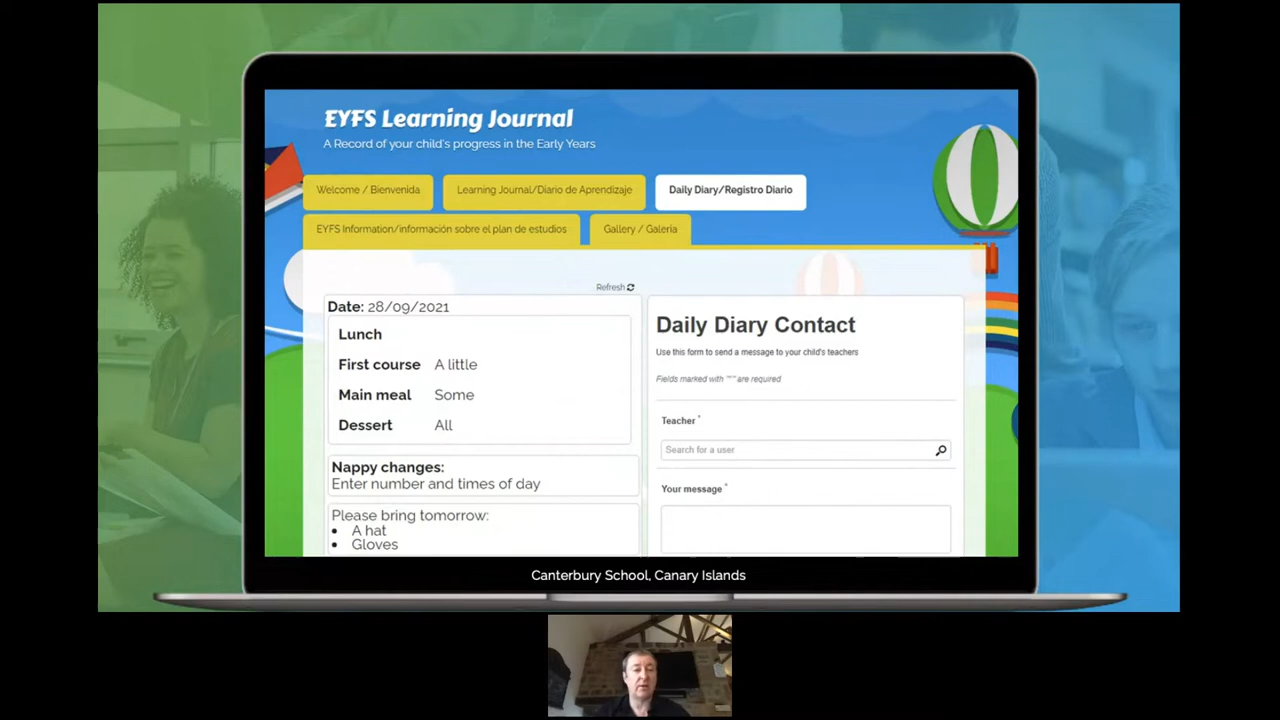 EYFS Learning Journal
A Record of your child's progress in the Early Years
Welcome / Bienvenida
Learning Journal/Diario de Aprendizaje
Daily Diary/Registro Diario
EYFS Information/información sobre el plan de estudios
Gallery / Galeria
Refresh
Date: 28/09/2021
Lunch
First course A little
Main meal Some
Dessert All
Nappy changes:
Enter number and times of day
Please bring tomorrow:
• A hat
• Gloves
Daily Diary Contact
Use this form to send a message to your child's teachers
Fields marked with "*" are required
Teacher *
Search for a user
Your message *
Canterbury School, Canary Islands